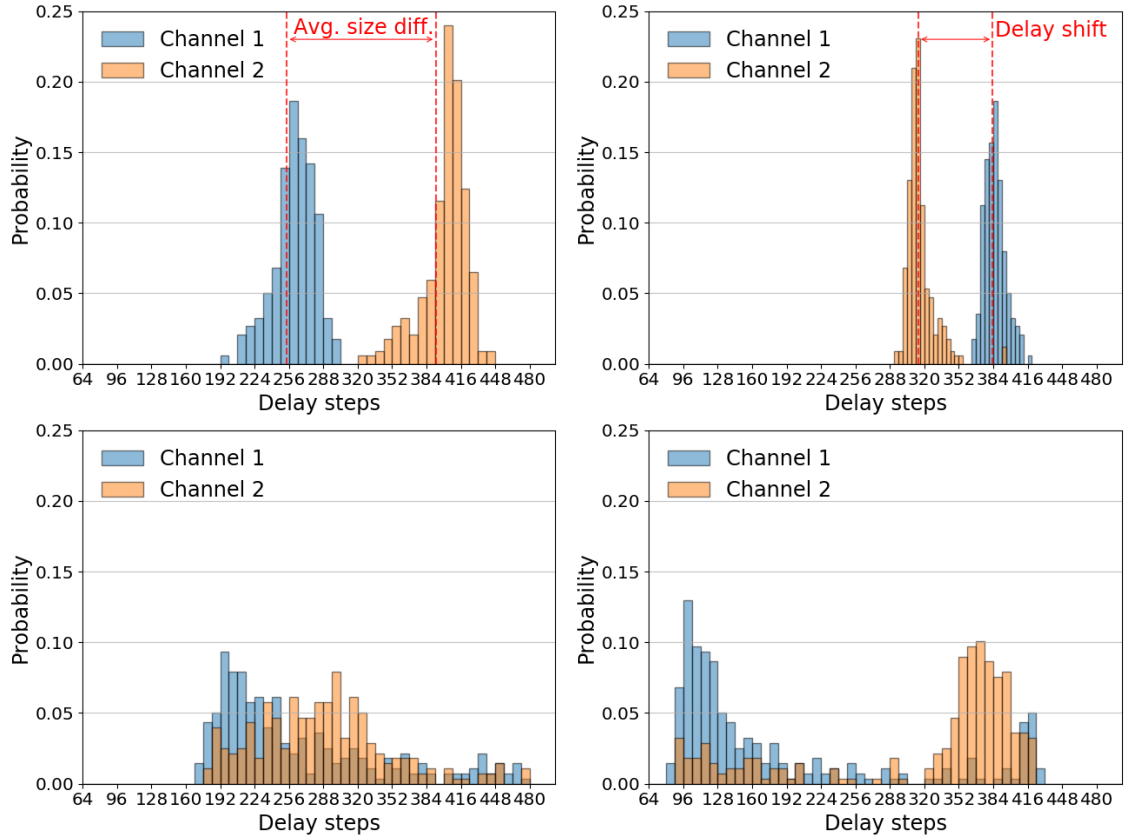 0.25
0.20
0.15
0.10
0.05
0.00
Probability
Channel 1
Channel 2
Avg. size diff.
64 96 128 160 192 224 256 288 320 352 384 416 448 480
Delay steps
0.25
0.20
0.15
0.10
0.05
0.00
Probability
Channel 1
Channel 2
Delay shift
64 96 128 160 192 224 256 288 320 352 384 416 448 480
Delay steps
0.25
0.20
0.15
0.10
0.05
0.00
Probability
Channel 1
Channel 2
64 96 128 160 192 224 256 288 320 352 384 416 448 480
Delay steps
0.25
0.20
0.15
0.10
0.05
0.00
Probability
Channel 1
Channel 2
64 96 128 160 192 224 256 288 320 352 384 416 448 480
Delay steps